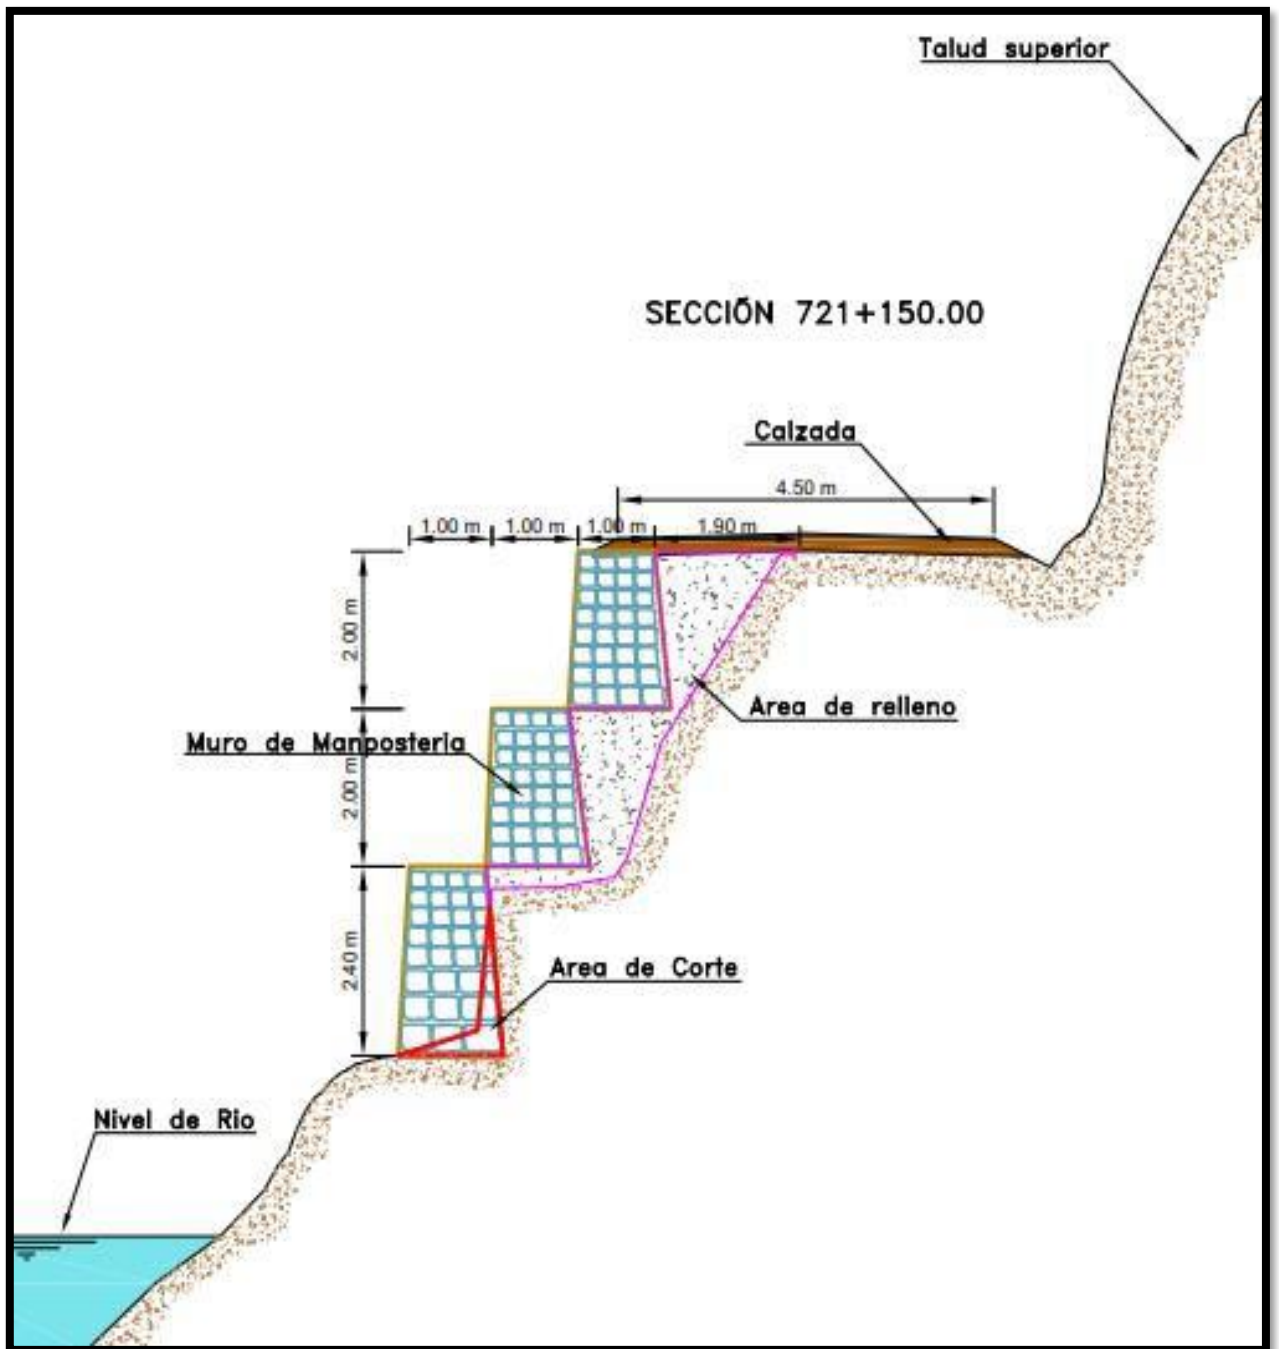 Talud superior
SECCIÓN 721+150.00
Calzada
4.50 m
1.00 m
1.00 m
1.00 m
1.90 m
2.00 m
Area de relleno
Muro de Manposteria
2.00 m
2.40 m
Area de Corte
Nivel de Rio